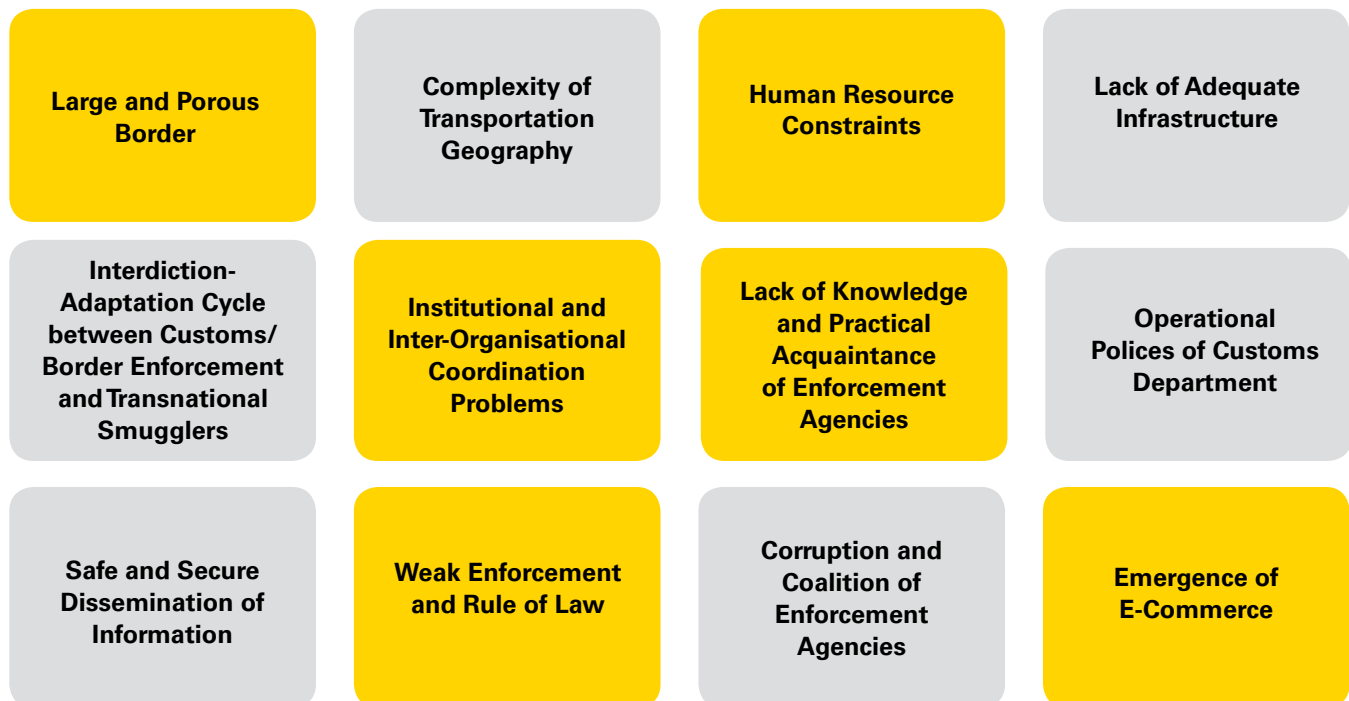 Large and Porous
Border
Complexity of
Transportation
Geography
Human Resource
Constraints
Lack of Adequate
Infrastructure
Interdiction-
Adaptation Cycle
between Customs/
Border Enforcement
and Transnational
Smugglers
Institutional and
Inter-Organisational
Coordination
Problems
Lack of Knowledge
and Practical
Acquaintance
of Enforcement
Agencies
Operational
Polices of Customs
Department
Safe and Secure
Dissemination of
Information
Weak Enforcement
and Rule of Law
Corruption and
Coalition of
Enforcement
Agencies
Emergence of
E-Commerce